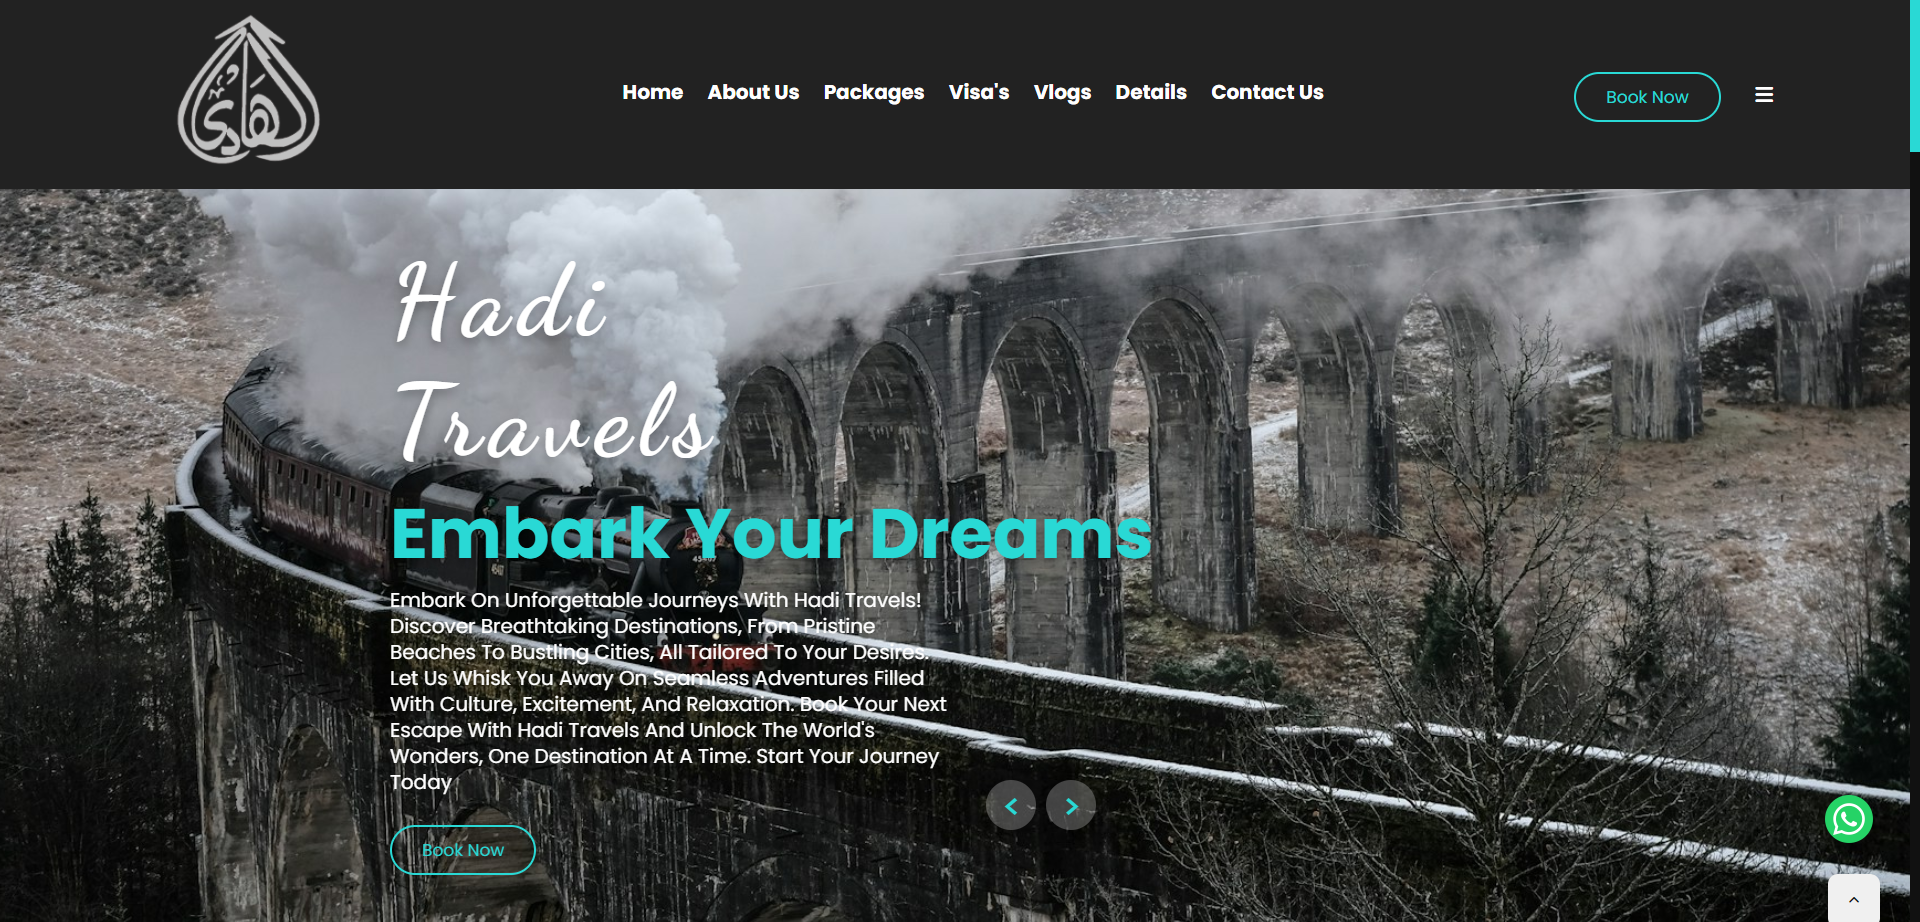 الهادي
Home About Us Packages Visa's Vlogs Details Contact Us
Book Now
Hadi
Travels
Embark Your Dreams
Embark On Unforgettable Journeys With Hadi Travels!
Discover Breathtaking Destinations, From Pristine
Beaches To Bustling Cities, All Tailored To Your Desires.
Let Us Whisk You Away On Seamless Adventures Filled
With Culture, Excitement, And Relaxation. Book Your Next
Escape With Hadi Travels And Unlock The World's
Wonders, One Destination At A Time. Start Your Journey
Today
Book Now